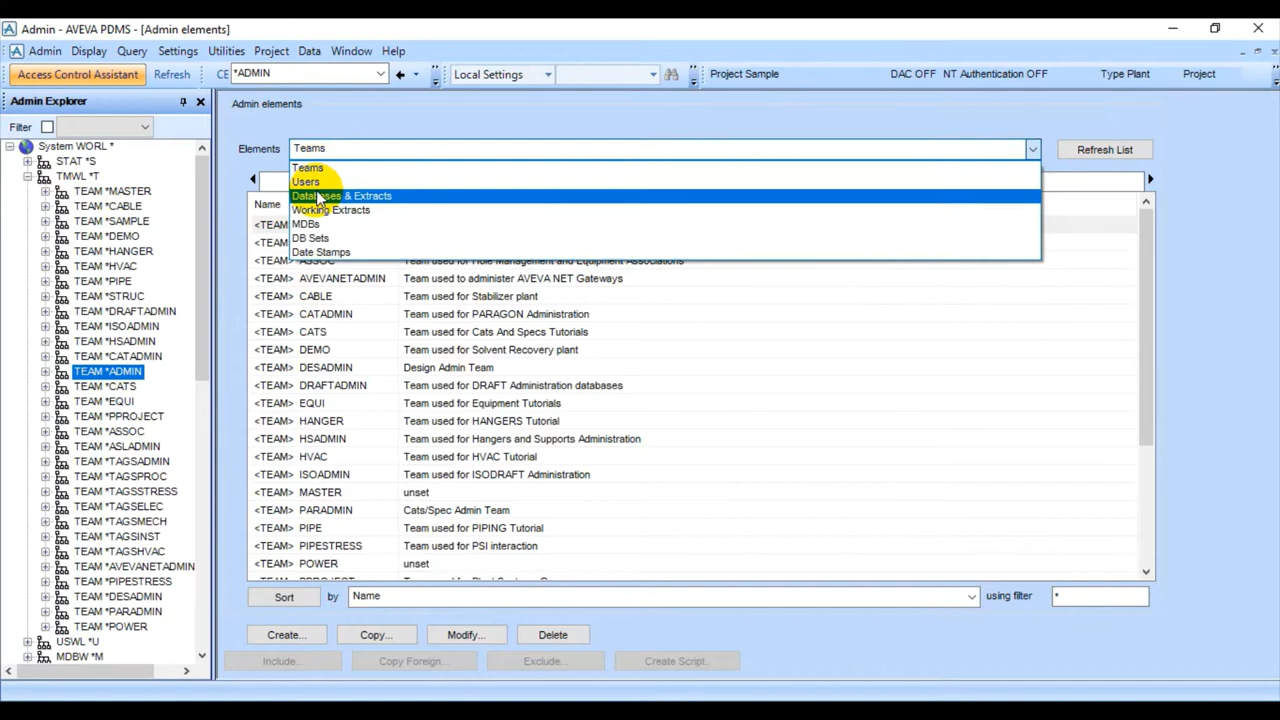 Admin - AVEVA PDMS - [Admin elements]
Admin Display Query Settings Utilities Project Data Window Help
Access Control Assistant Refresh CE *ADMIN Local Settings Project Sample DAC OFF NT Authentication OFF Type Plant Project
Admin Explorer
Filter
System WORL *
STAT *S
TMWL *T
TEAM *MASTER
TEAM *CABLE
TEAM *SAMPLE
TEAM *DEMO
TEAM *HANGER
TEAM *HVAC
TEAM *PIPE
TEAM *STRUC
TEAM *DRAFTADMIN
TEAM *ISOADMIN
TEAM *HSADMIN
TEAM *CATADMIN
TEAM *ADMIN
TEAM *CATS
TEAM *EQUI
TEAM *PPROJECT
TEAM *ASSOC
TEAM *ASLADMIN
TEAM *TAGSADMIN
TEAM *TAGSPROC
TEAM *TAGSSTRESS
TEAM *TAGSELEC
TEAM *TAGSMECH
TEAM *TAGSINST
TEAM *TAGSHVAC
TEAM *AVEVANETADMIN
TEAM *PIPESTRESS
TEAM *DESADMIN
TEAM *PARADMIN
TEAM *POWER
USWL *U
MDBW *M
Admin elements
Elements Teams Refresh List
Teams
Users
Databases & Extracts
Working Extracts
MDBs
DB Sets
Date Stamps
Name
<TEAM>
<TEAM>
<TEAM> ASSOC Team used for Hole Management and Equipment Associations
<TEAM> AVEVANETADMIN Team used to administer AVEVA NET Gateways
<TEAM> CABLE Team used for Stabilizer plant
<TEAM> CATADMIN Team used for PARAGON Administration
<TEAM> CATS Team used for Cats And Specs Tutorials
<TEAM> DEMO Team used for Solvent Recovery plant
<TEAM> DESADMIN Design Admin Team
<TEAM> DRAFTADMIN Team used for DRAFT Administration databases
<TEAM> EQUI Team used for Equipment Tutorials
<TEAM> HANGER Team used for HANGERS Tutorial
<TEAM> HSADMIN Team used for Hangers and Supports Administration
<TEAM> HVAC Team used for HVAC Tutorial
<TEAM> ISOADMIN Team used for ISODRAFT Administration
<TEAM> MASTER unset
<TEAM> PARADMIN Cats/Spec Admin Team
<TEAM> PIPE Team used for PIPING Tutorial
<TEAM> PIPESTRESS Team used for PSI interaction
<TEAM> POWER unset
Sort by Name using filter *
Create... Copy... Modify... Delete
Include... Copy Foreign... Exclude... Create Script..